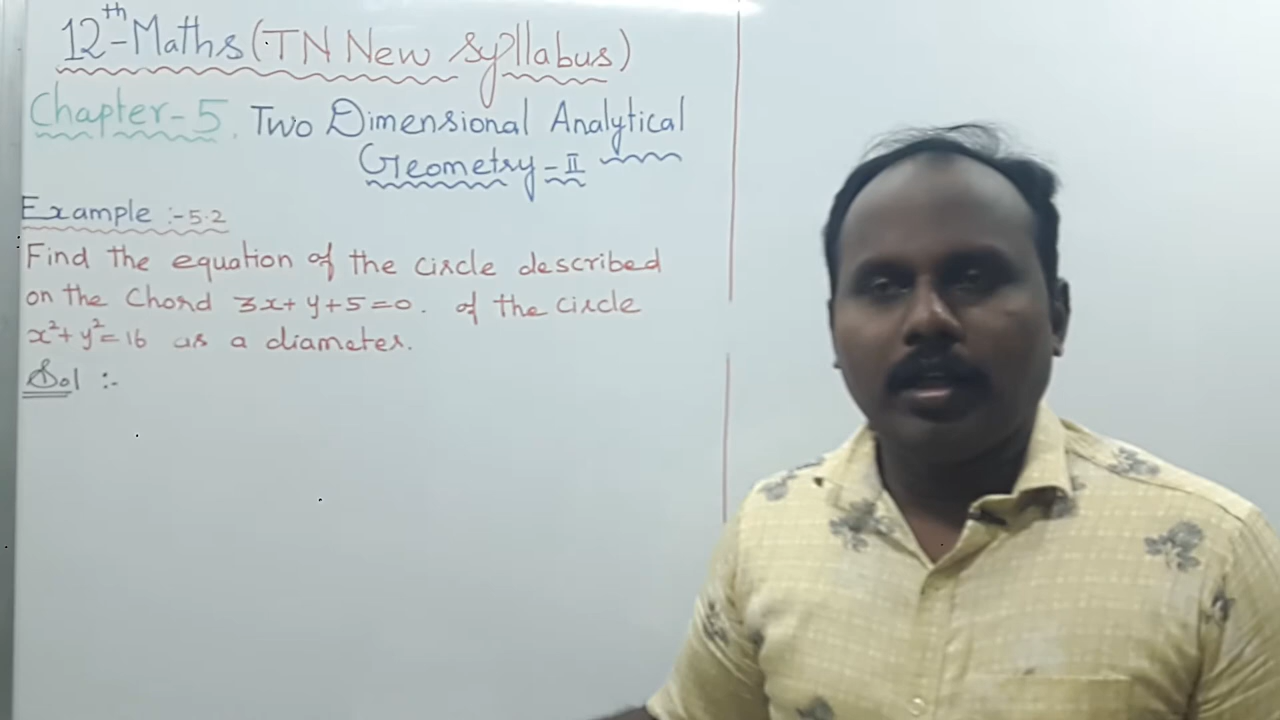 12th-Maths (TN New syllabus)
Chapter-5. Two Dimensional Analytical
Geometry-II
Example :-5.2
Find the equation of the circle described
on the Chord 3x+y+5=0. of the circle
x²+y²=16 as a diameter.
Sol :-